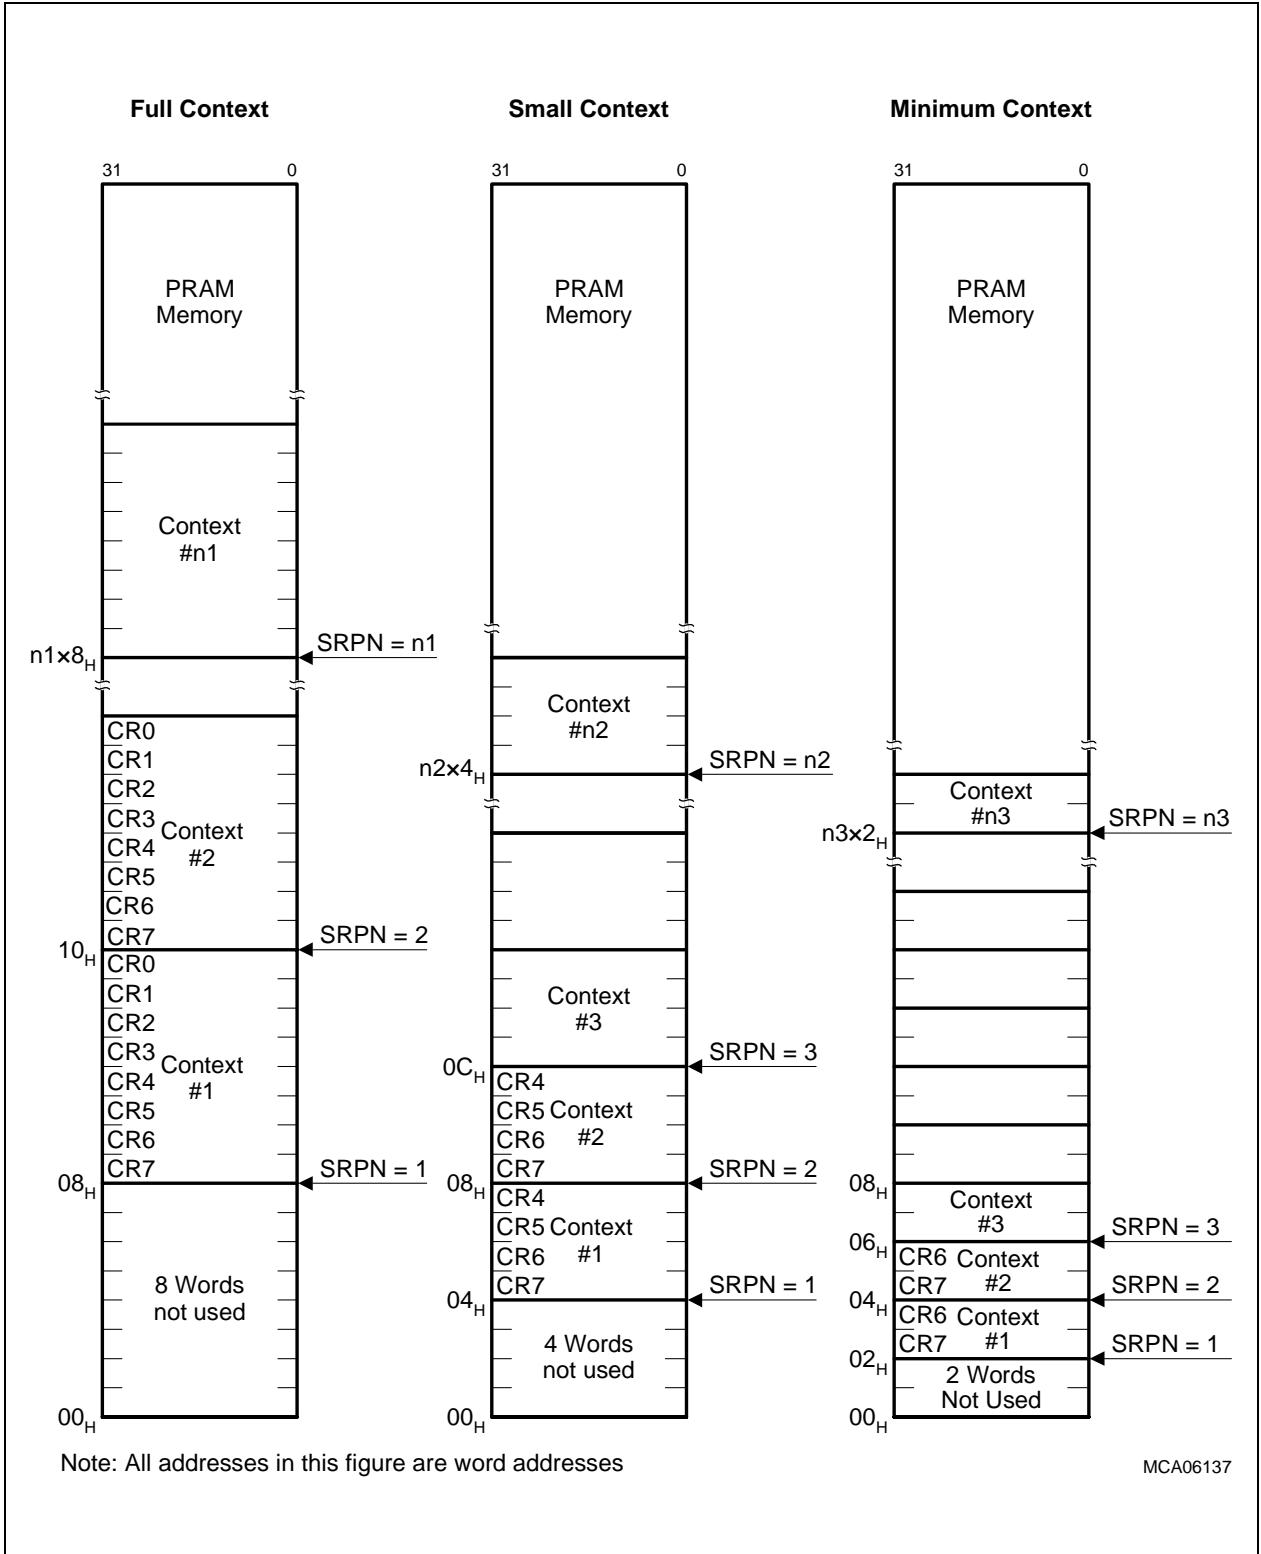 Full Context
31 0
PRAM
Memory
Context
#n1
n1×8H
SRPN = n1
CR0
CR1
CR2
CR3
CR4
CR5
CR6
CR7
Context
#2
10H
SRPN = 2
CR0
CR1
CR2
CR3
CR4
CR5
CR6
CR7
Context
#1
08H
SRPN = 1
8 Words
not used
00H
Small Context
31 0
PRAM
Memory
Context
#n2
n2×4H
SRPN = n2
Context
#3
0CH
SRPN = 3
CR4
CR5
CR6
CR7
Context
#2
08H
SRPN = 2
CR4
CR5
CR6
CR7
Context
#1
04H
SRPN = 1
4 Words
not used
00H
Minimum Context
31 0
PRAM
Memory
Context
#n3
n3×2H
SRPN = n3
08H
Context
#3
06H
SRPN = 3
CR6
CR7
Context
#2
04H
SRPN = 2
CR6
CR7
Context
#1
02H
SRPN = 1
2 Words
Not Used
00H
Note: All addresses in this figure are word addresses
MCA06137